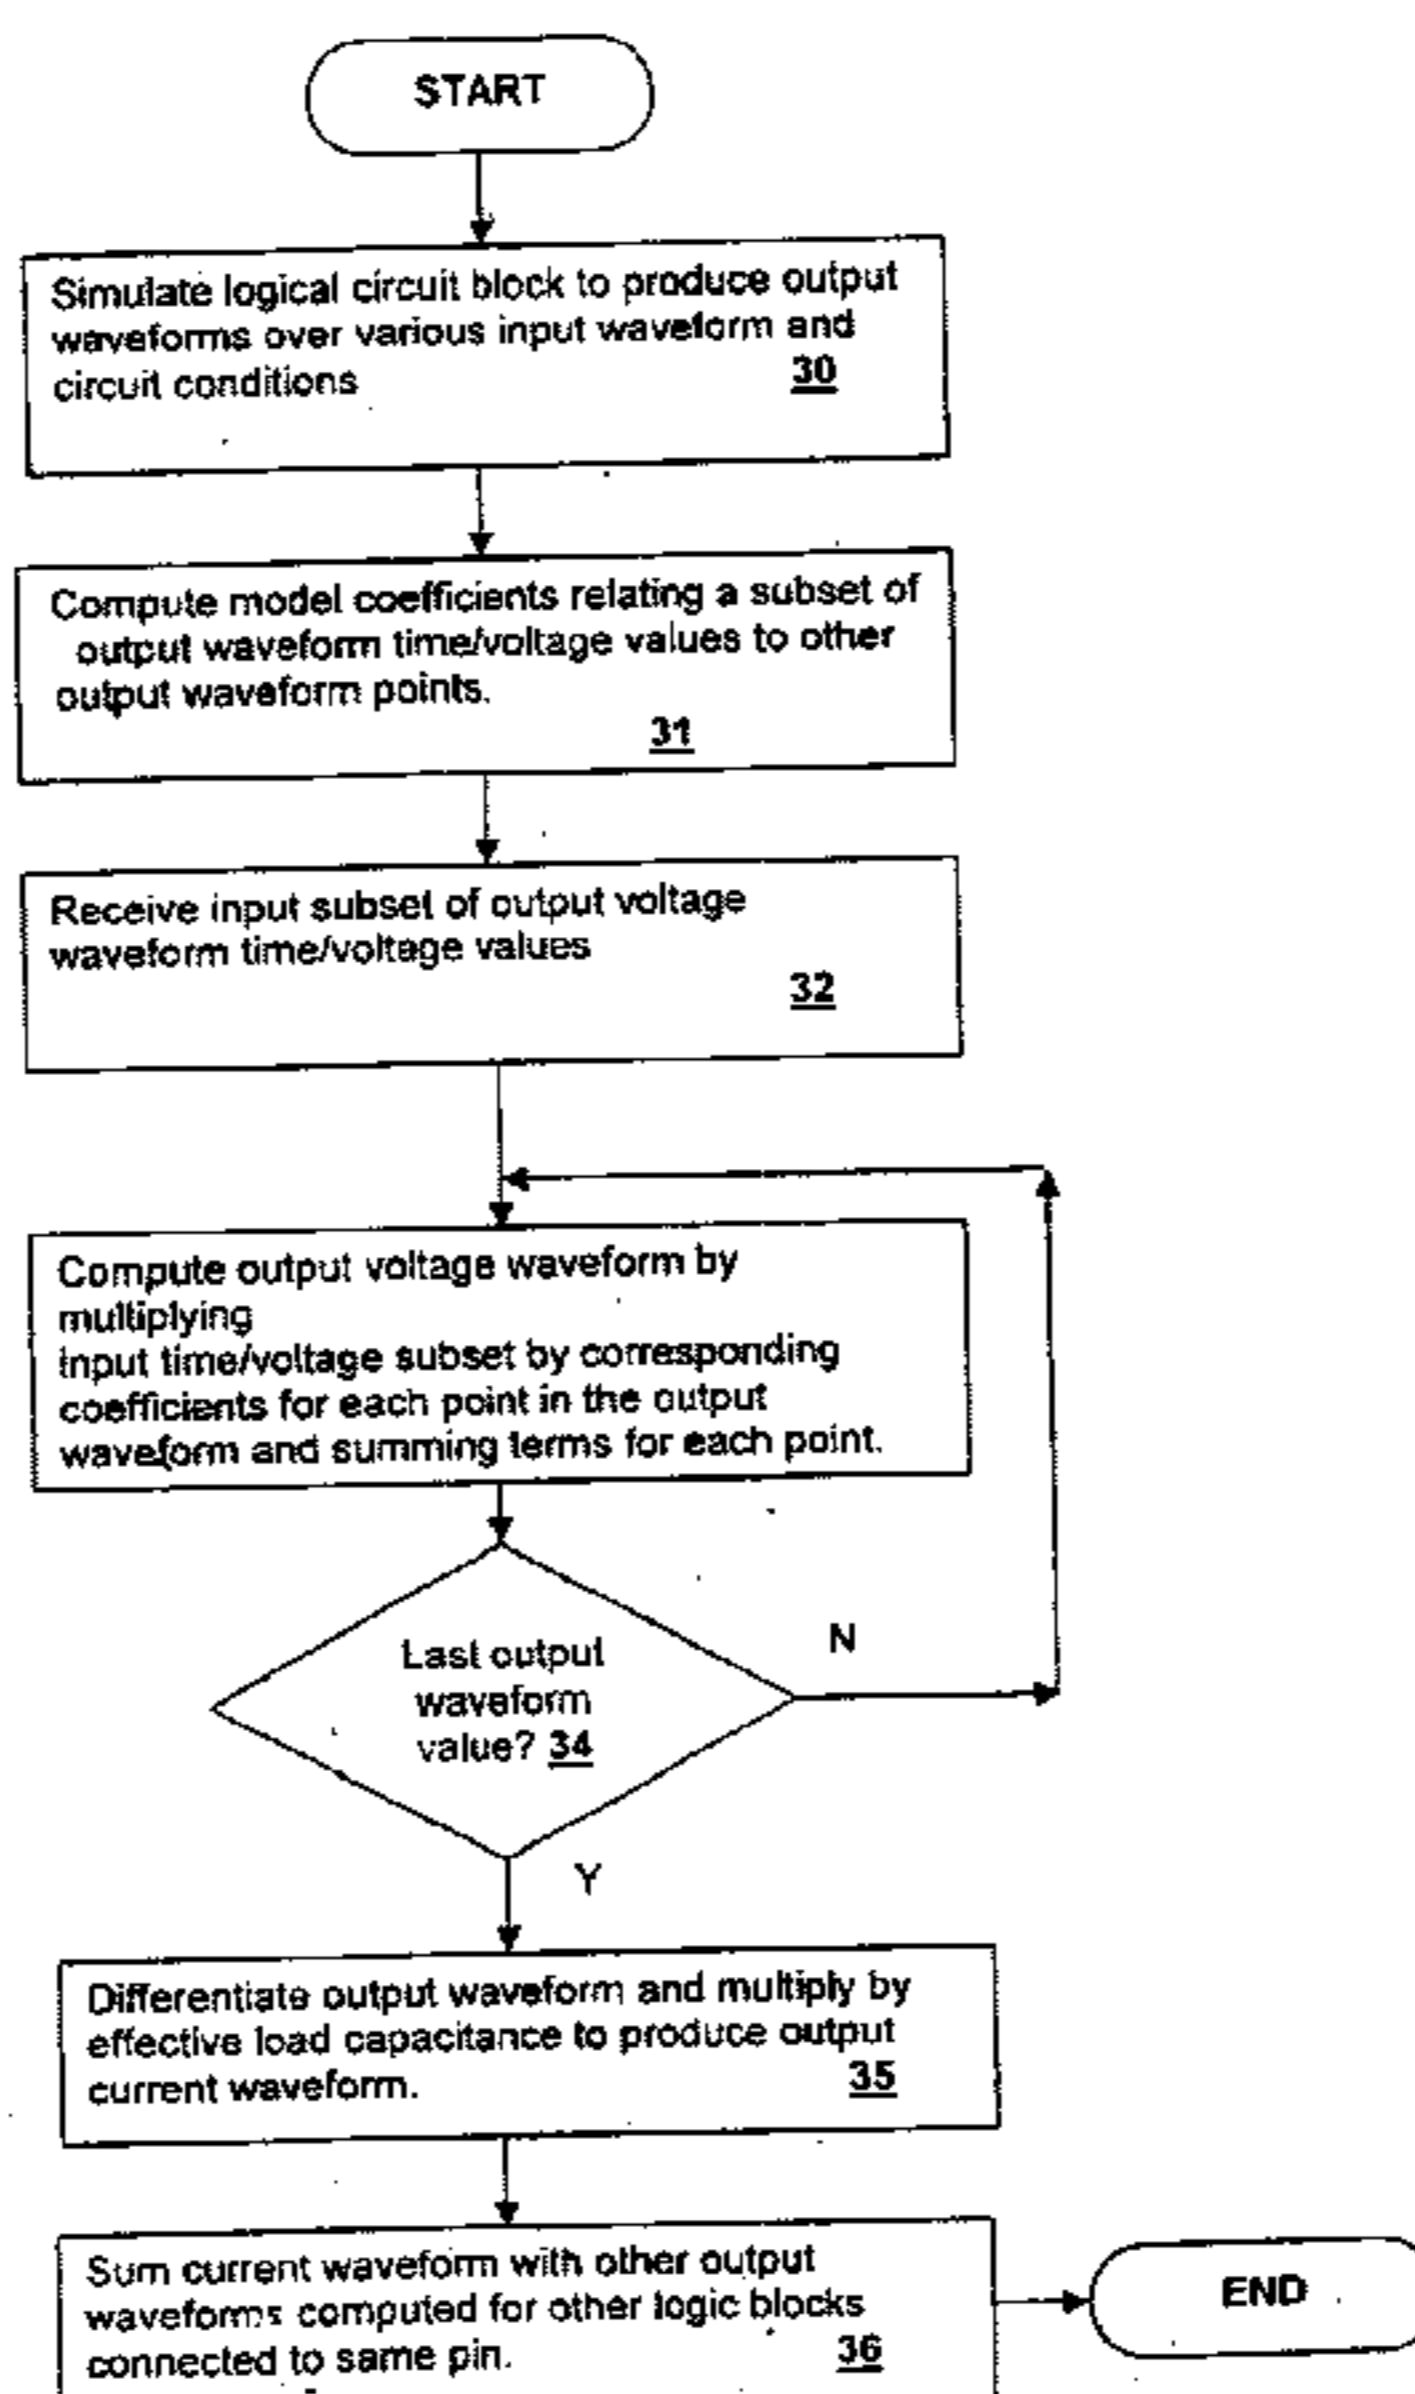 START
Simulate logical circuit block to produce output
waveforms over various input waveform and
circuit conditions 30
Compute model coefficients relating a subset of
output waveform time/voltage values to other
output waveform points.
31
Receive input subset of output voltage
waveform time/voltage values
32
Compute output voltage waveform by
multiplying
input time/voltage subset by corresponding
coefficients for each point in the output
waveform and summing terms for each point.
Last output
waveform
value? 34
N
Y
Differentiate output waveform and multiply by
effective load capacitance to produce output
current waveform. 35
Sum current waveform with other output
waveforms computed for other logic blocks
connected to same pin. 36
END